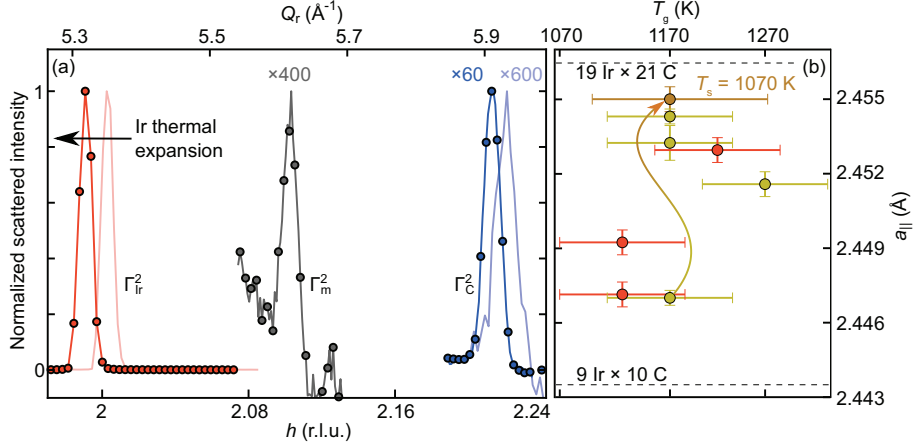 Qr (Å-1)
5.3 5.5 5.7 5.9
(a)
×400 ×60 ×600
Normalized scattered intensity
1
0
Ir thermal
expansion
Γ2Ir
Γ2m
Γ2C
2 2.08 2.16 2.24
h (r.l.u.)
Tg (K)
1070 1170 1270
19 Ir × 21 C (b)
Ts = 1070 K
2.455
2.452
2.449
2.446
2.443
a|| (Å)
9 Ir × 10 C